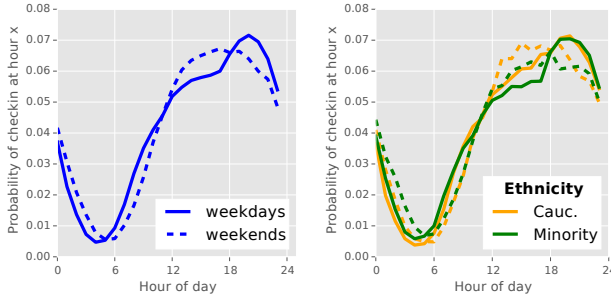 Probability of checkin at hour x
0.08
0.07
0.06
0.05
0.04
0.03
0.02
0.01
0.00
weekdays
weekends
0 6 12 18 24
Hour of day
Probability of checkin at hour x
0.08
0.07
0.06
0.05
0.04
0.03
0.02
0.01
0.00
Ethnicity
Cauc.
Minority
0 6 12 18 24
Hour of day